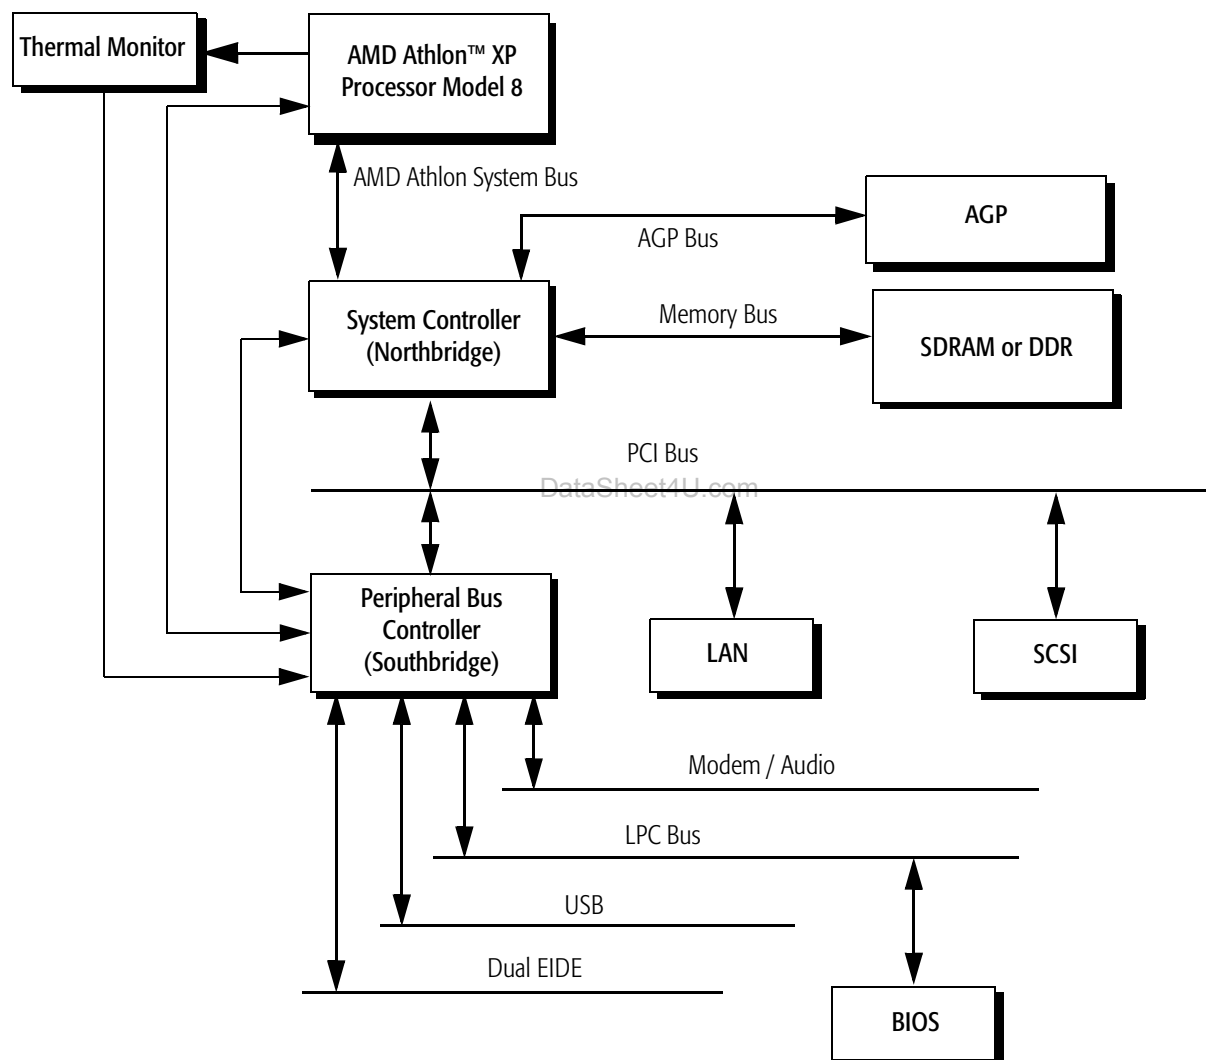 Thermal Monitor
AMD Athlon™ XP
Processor Model 8
AMD Athlon System Bus
AGP
AGP Bus
System Controller
(Northbridge)
Memory Bus
SDRAM or DDR
PCI Bus
DataSheet4U.com
Peripheral Bus
Controller
(Southbridge)
LAN
SCSI
Modem / Audio
LPC Bus
USB
Dual EIDE
BIOS